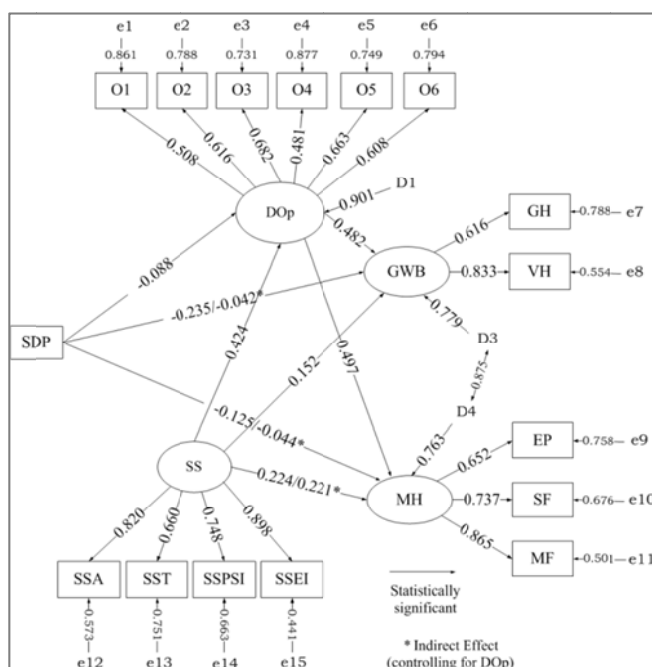 e1 e2 e3 e4 e5 e6
0.861 0.788 0.731 0.877 0.749 0.794
O1 O2 O3 O4 O5 O6
0.508 0.616 0.682 0.481 0.663 0.608
D1
0.901
DOp
0.482
GH 0.788 e7
0.616
GWB
0.833
VH 0.554 e8
-0.088
-0.235/-0.042*
0.779
SDP
0.424
0.152
0.497
D3
0.875
D4
-0.125/-0.044*
0.763
EP 0.758 e9
0.652
SS
0.224/0.221*
MH
0.737
SF 0.676 e10
0.865
MF 0.501 e11
0.820 0.660 0.748 0.898
SSA SST SSPSI SSEI
0.573 0.751 0.663 0.441
e12 e13 e14 e15
Statistically
significant
* Indirect Effect
(controlling for DOp)